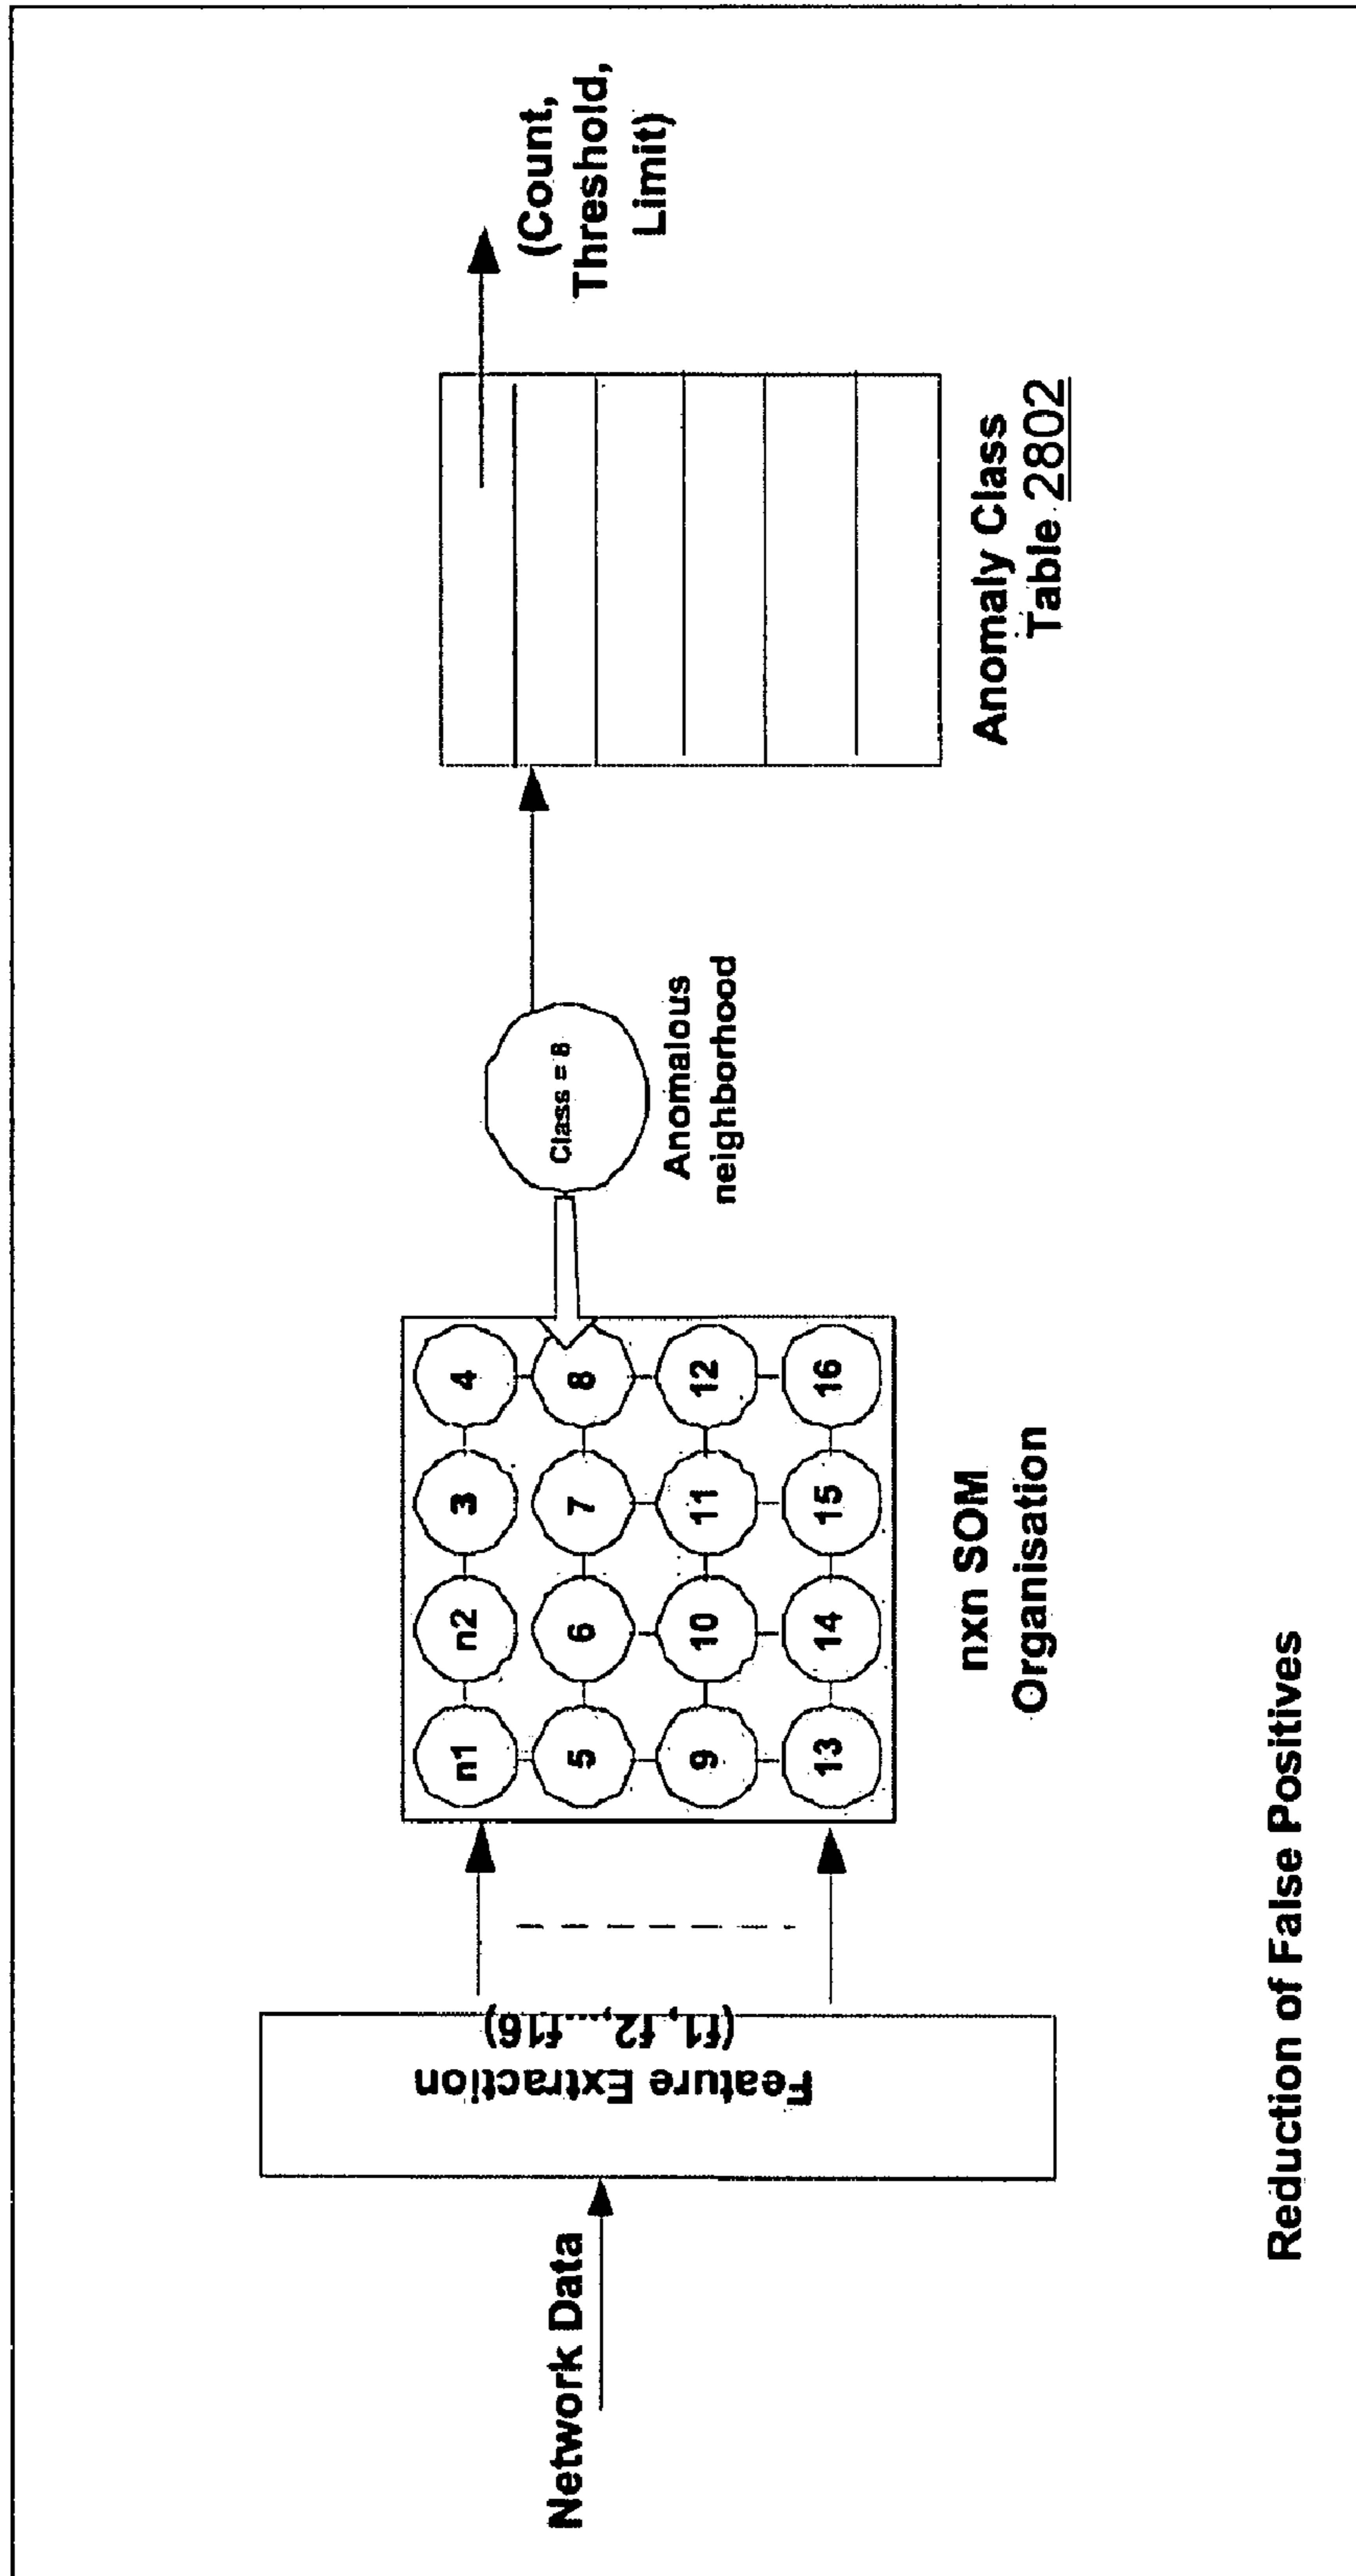 Network Data
Feature Extraction
(f1, f2,...f16)
n1 n2 3 4
5 6 7 8
9 10 11 12
13 14 15 16
nxn SOM
Organisation
Class = 8
Anomalous
neighborhood
Anomaly Class
Table 2802
(Count,
Threshold,
Limit)
Reduction of False Positives